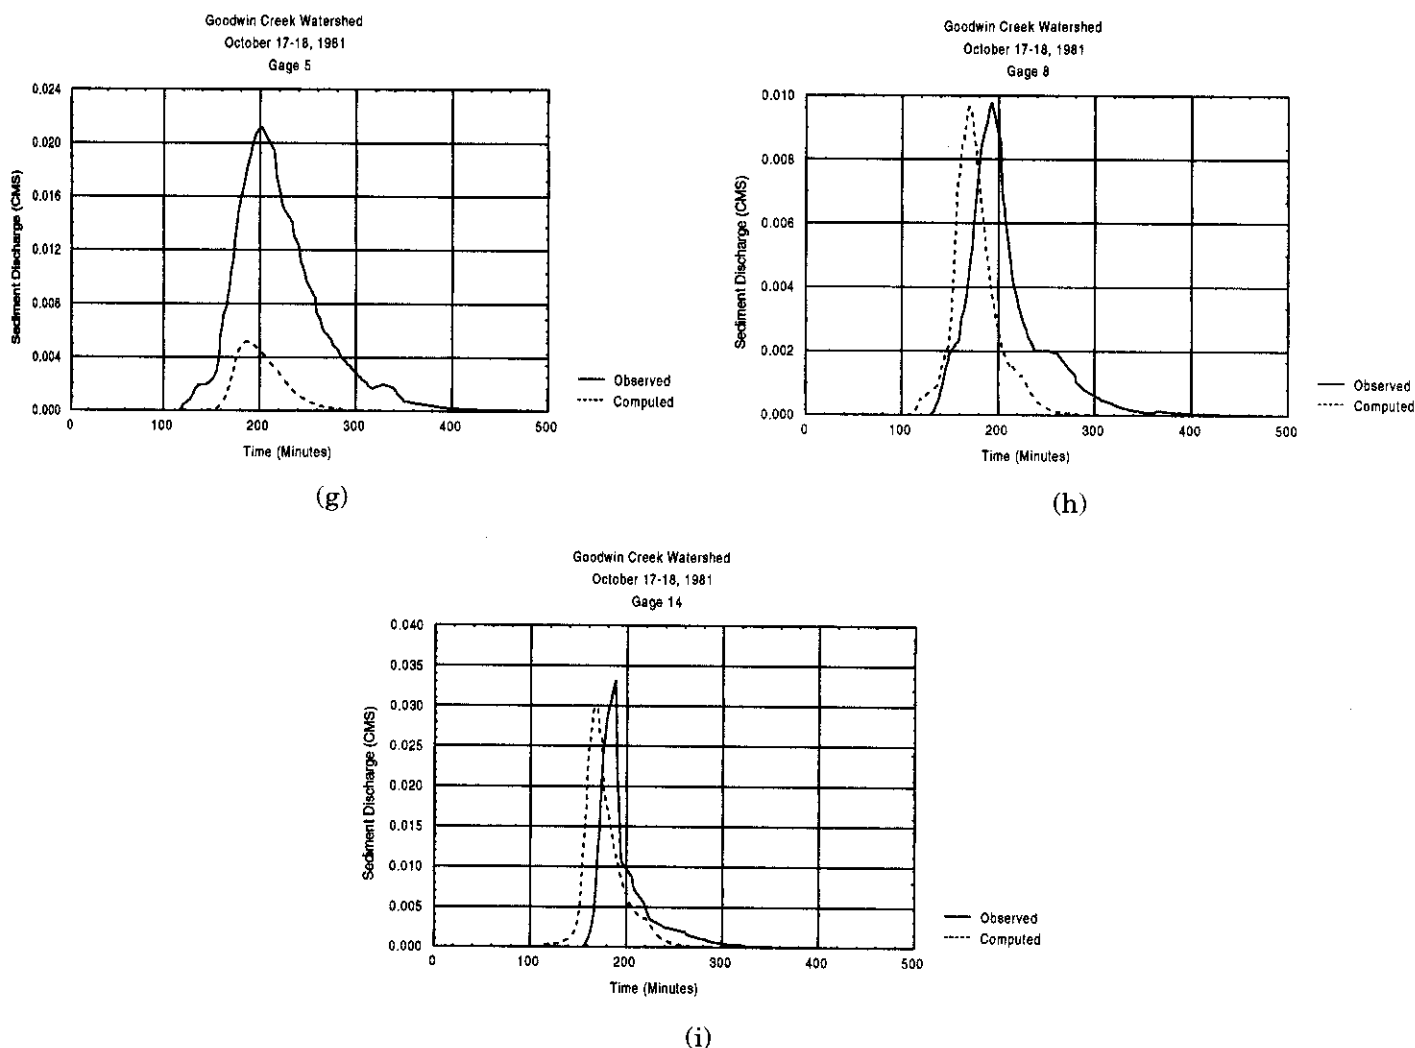 Goodwin Creek Watershed
October 17-18, 1981
Gage 5
0.024
0.020
0.016
0.012
0.008
0.004
0.000
Sediment Discharge (CMS)
0
100
200
300
400
500
Time (Minutes)
Observed
Computed
(g)
Goodwin Creek Watershed
October 17-18, 1981
Gage 8
0.010
0.008
0.006
0.004
0.002
0.000
Sediment Discharge (CMS)
0
100
200
300
400
500
Time (Minutes)
Observed
Computed
(h)
Goodwin Creek Watershed
October 17-18, 1981
Gage 14
0.040
0.035
0.030
0.025
0.020
0.015
0.010
0.005
0.000
Sediment Discharge (CMS)
0
100
200
300
400
500
Time (Minutes)
Observed
Computed
(i)